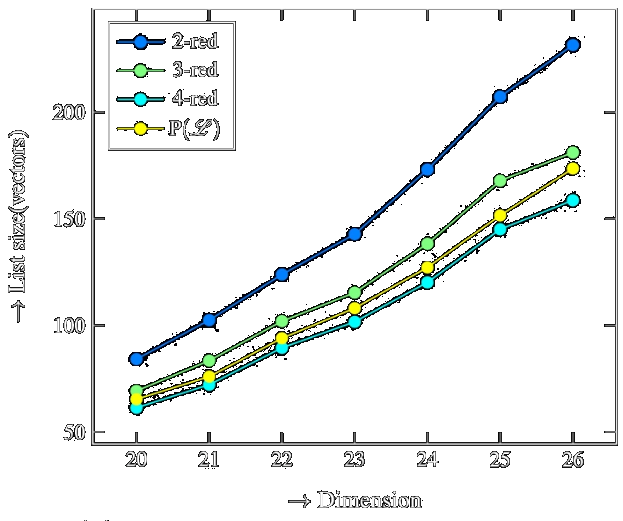 2-red
3-red
4-red
P(ℒ)
200
150
100
50
20 21 22 23 24 25 26
→ List size(vectors)
→ Dimension